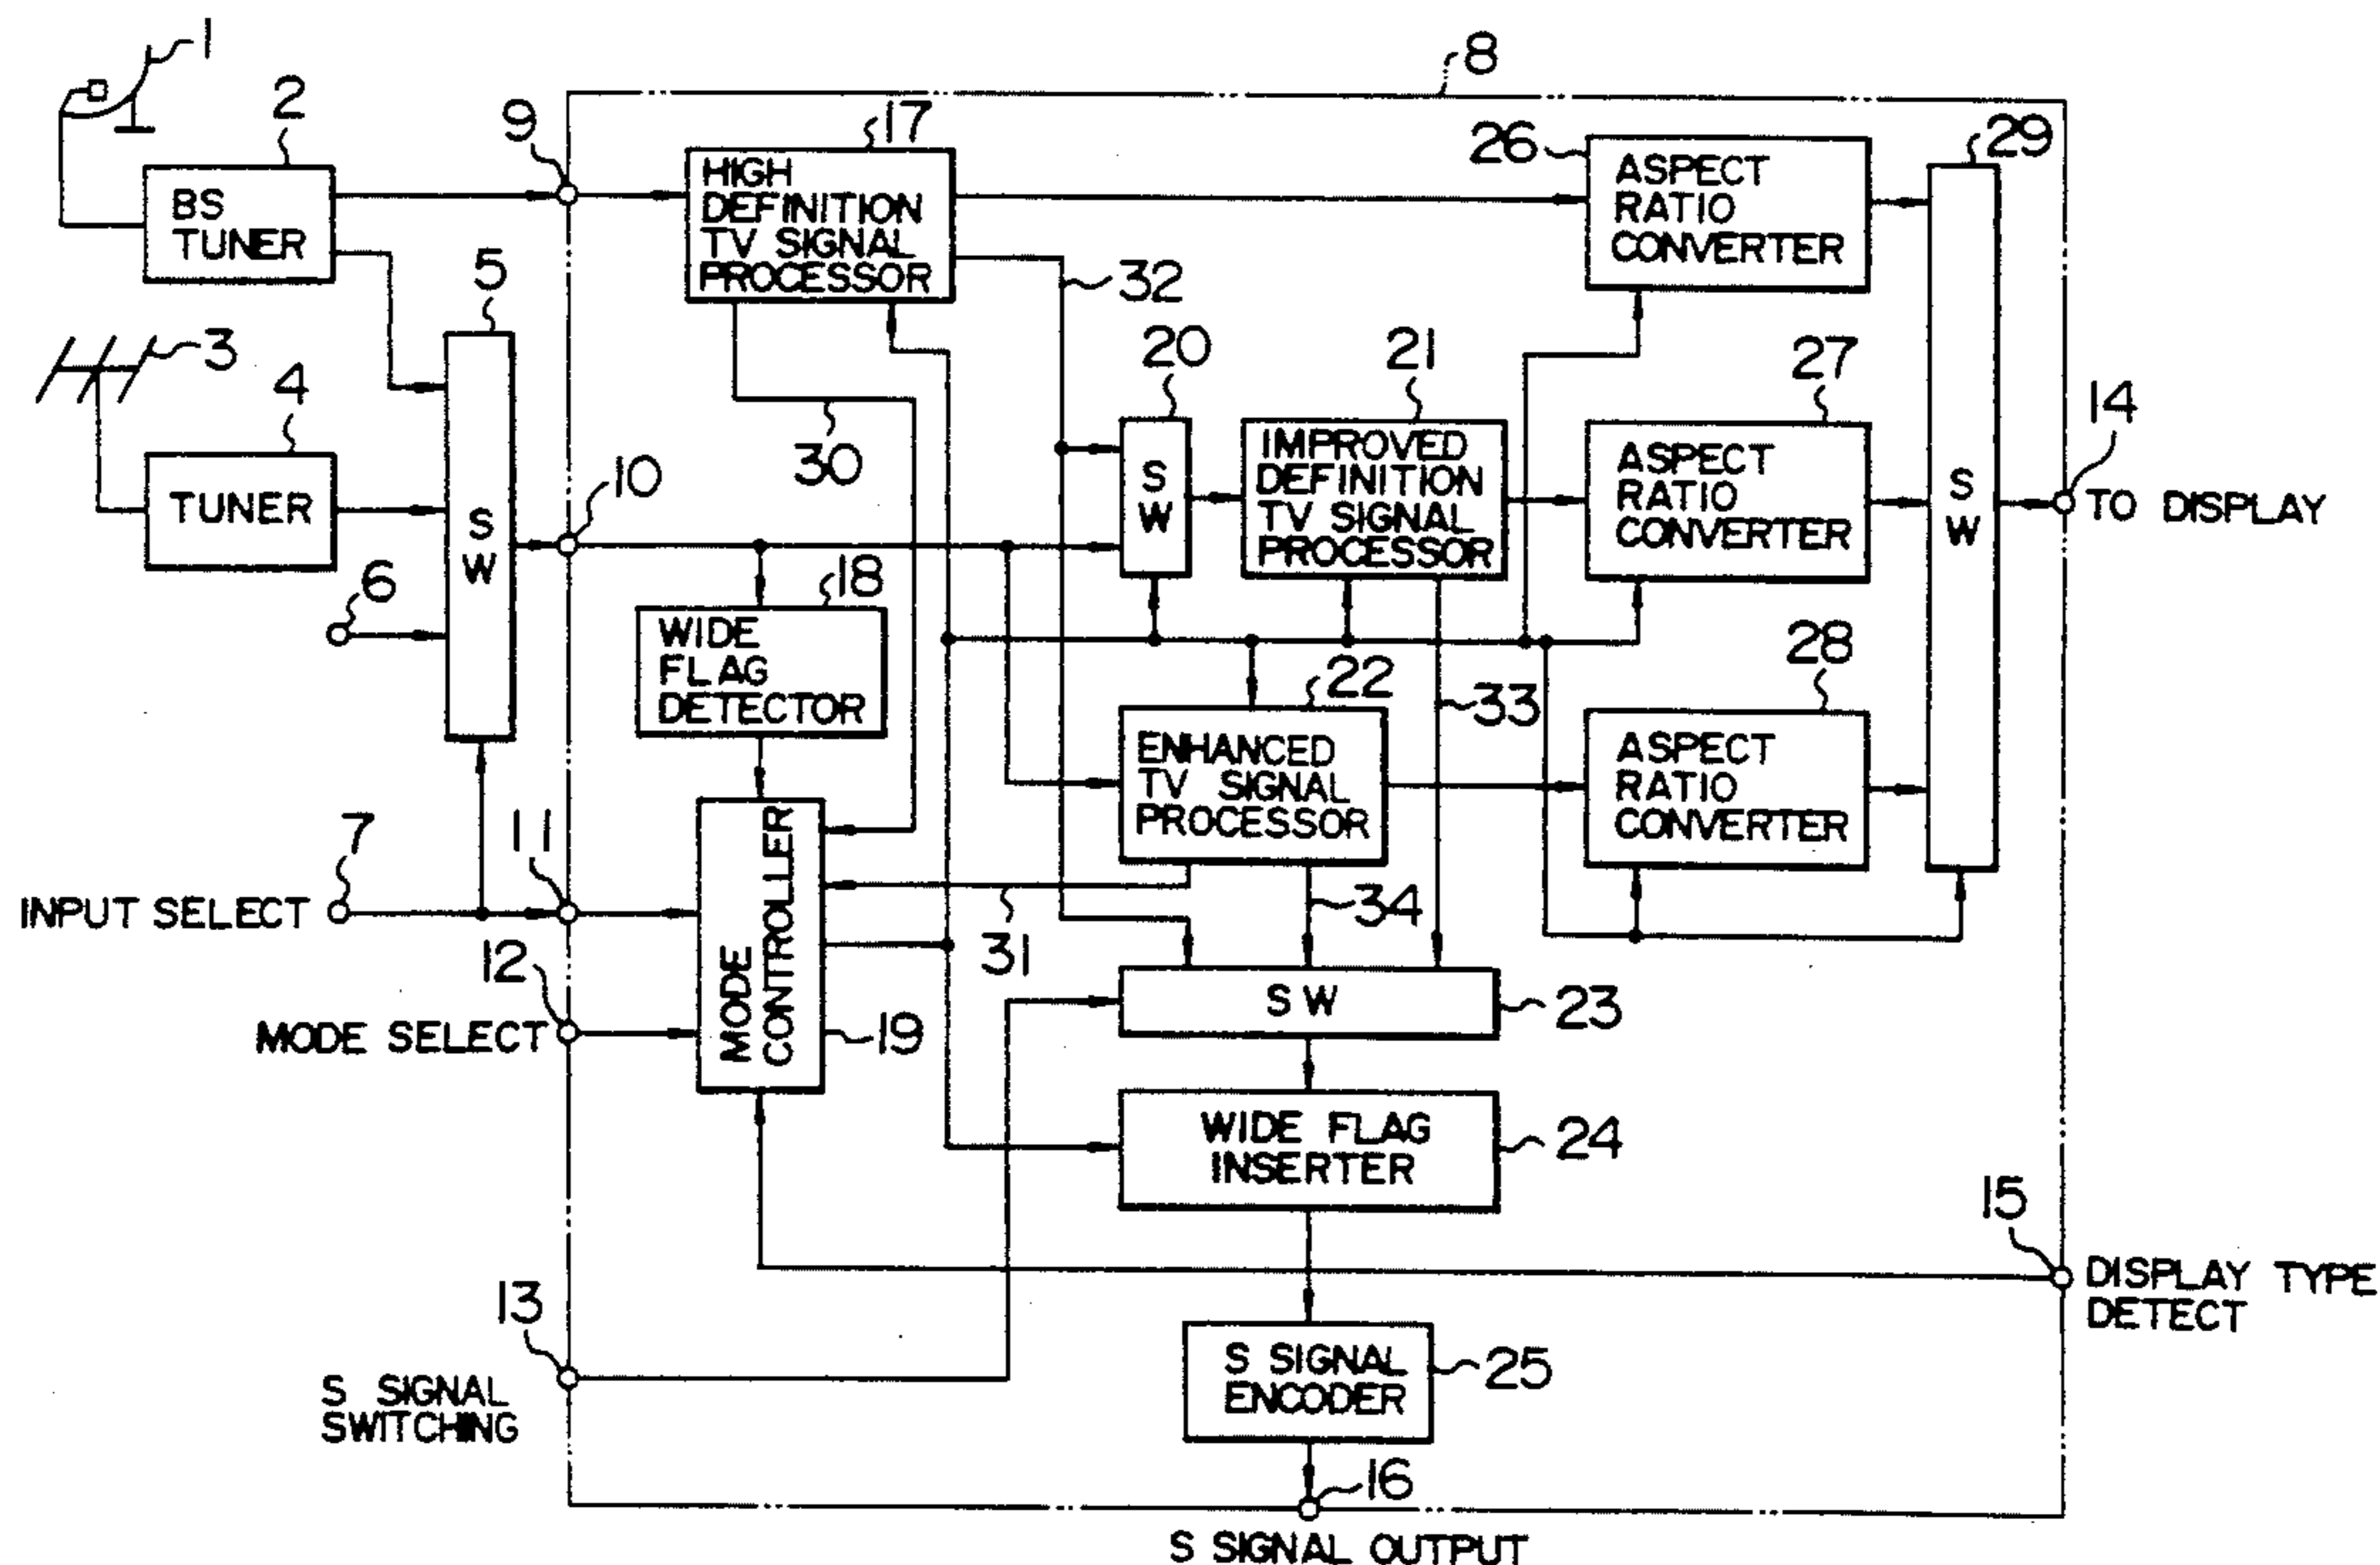 1
8
2
9
17
26
29
HIGH
DEFINITION
TV SIGNAL
PROCESSOR
ASPECT
RATIO
CONVERTER
BS
TUNER
5
32
3
4
20
21
27
14
30
S
W
IMPROVED
DEFINITION
TV SIGNAL
PROCESSOR
ASPECT
RATIO
CONVERTER
S
W
TO DISPLAY
TUNER
S
W
10
6
18
WIDE
FLAG
DETECTOR
22
33
28
ENHANCED
TV SIGNAL
PROCESSOR
ASPECT
RATIO
CONVERTER
7
11
INPUT SELECT
MODE
CONTROLLER
31
34
12
MODE SELECT
19
SW
23
WIDE FLAG
INSERTER
24
15
DISPLAY TYPE
DETECT
13
S SIGNAL
SWITCHING
S SIGNAL
ENCODER
25
16
S SIGNAL OUTPUT